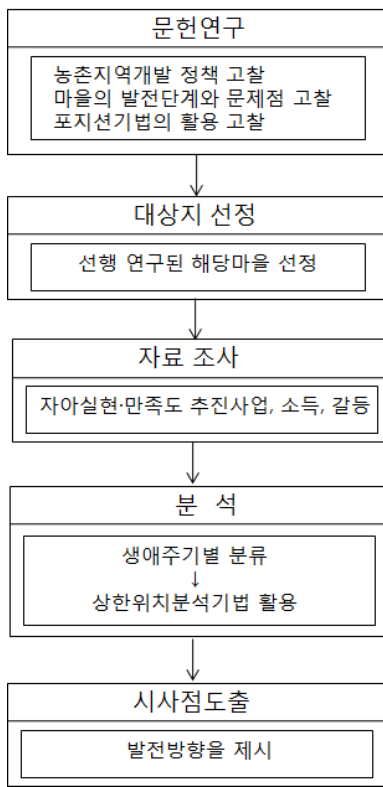 문헌연구
농촌지역개발 정책 고찰
마을의 발전단계와 문제점 고찰
포지션기법의 활용 고찰
대상지 선정
선행 연구된 해당마을 선정
자료 조사
자아실현·만족도 추진사업, 소득, 갈등
분 석
생애주기별 분류
↓
상한위치분석기법 활용
시사점도출
발전방향을 제시